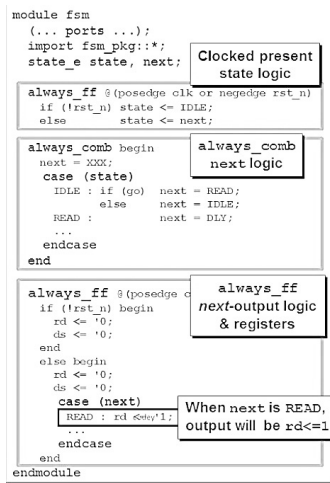 module fsm
(... ports ...);
import fsm_pkg::*;
state_e state, next;
Clocked present
state logic
always_ff @(posedge clk or negedge rst_n)
if (!rst_n) state <= IDLE;
else state <= next;
always_comb begin
next = XXX;
case (state)
IDLE : if (go) next = READ;
else next = IDLE;
READ : next = DLY;
...
endcase
end
always_comb
next logic
always_ff @(posedge c
if (!rst_n) begin
rd <= '0;
ds <= '0;
end
else begin
rd <= '0;
ds <= '0;
case (next)
READ : rd <= '1;
...
endcase
end
endmodule
always_ff
next-output logic
& registers
When next is READ,
output will be rd<=1